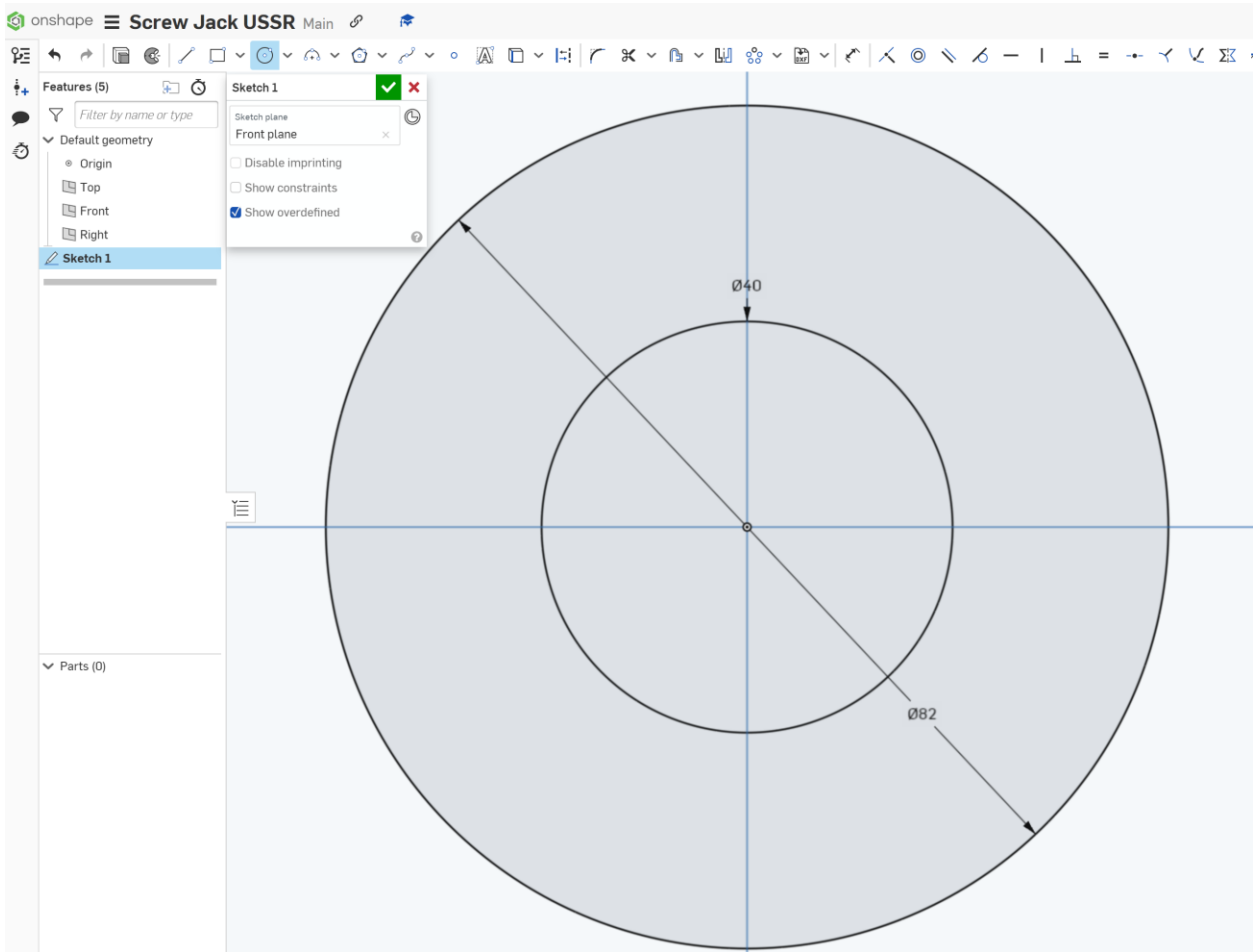 onshape Screw Jack USSR Main
Features (5)
Sketch 1
Filter by name or type
Sketch plane
Front plane
Default geometry
Origin
Disable imprinting
Top
Show constraints
Front
Show overdefined
Right
Sketch 1
Ø40
Parts (0)
Ø82